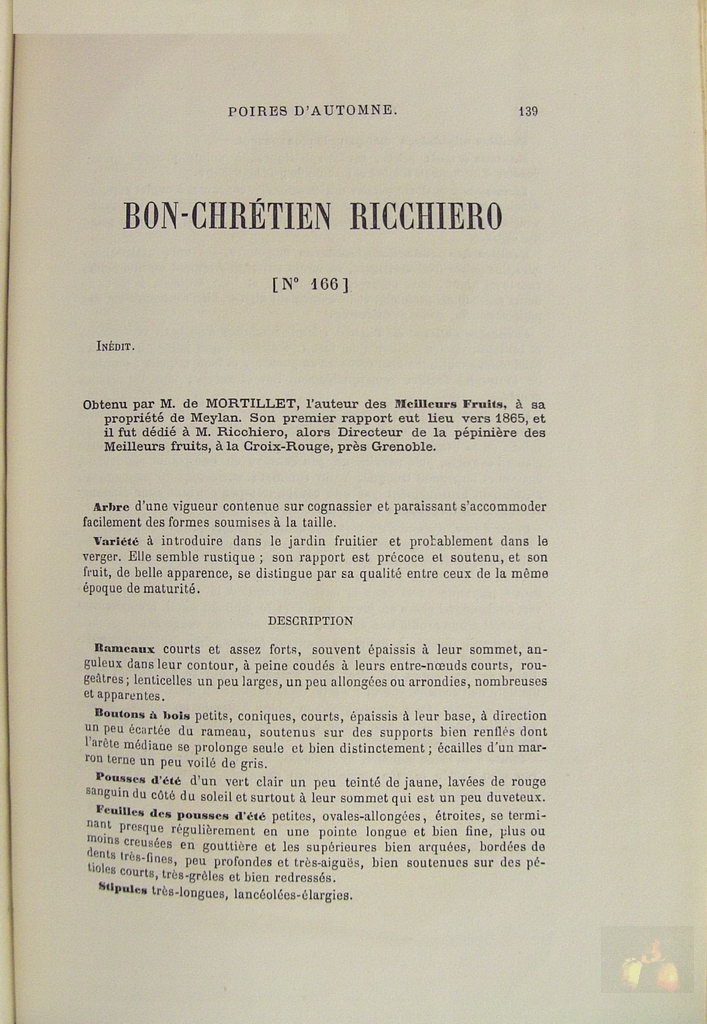 POIRES D'AUTOMNE. 139
BON-CHRÉTIEN RICCHIERO
[N° 166]
INÉDIT.
Obtenu par M. de MORTILLET, l'auteur des Meilleurs Fruits, à sa
propriété de Meylan. Son premier rapport eut lieu vers 1865, et
il fut dédié à M. Ricchiero, alors Directeur de la pépinière des
Meilleurs fruits, à la Croix-Rouge, près Grenoble.
Arbre d'une vigueur contenue sur cognassier et paraissant s'accommoder
facilement des formes soumises à la taille.
Variété à introduire dans le jardin fruitier et probablement dans le
verger. Elle semble rustique ; son rapport est précoce et soutenu, et son
fruit, de belle apparence, se distingue par sa qualité entre ceux de la même
époque de maturité.
DESCRIPTION
Rameaux courts et assez forts, souvent épaissis à leur sommet, an-
guleux dans leur contour, à peine coudés à leurs entre-nœuds courts, rou-
geâtres ; lenticelles un peu larges, un peu allongées ou arrondies, nombreuses
et apparentes.
Boutons à bois petits, coniques, courts, épaissis à leur base, à direction
un peu écartée du rameau, soutenus sur des supports bien renflés dont
l'arête médiane se prolonge seule et bien distinctement ; écailles d'un mar-
ron terne un peu voilé de gris.
Pousses d'été d'un vert clair un peu teinté de jaune, lavées de rouge
sanguin du côté du soleil et surtout à leur sommet qui est un peu duveteux.
Feuilles des pousses d'été petites, ovales-allongées, étroites, se termi-
nant presque régulièrement en une pointe longue et bien fine, plus ou
moins creusées en gouttière et les supérieures bien arquées, bordées de
dents très-fines, peu profondes et très-aiguës, bien soutenues sur des pé-
tioles courts, très-grêles et bien redressés.
Stipules très-longues, lancéolées-élargies.